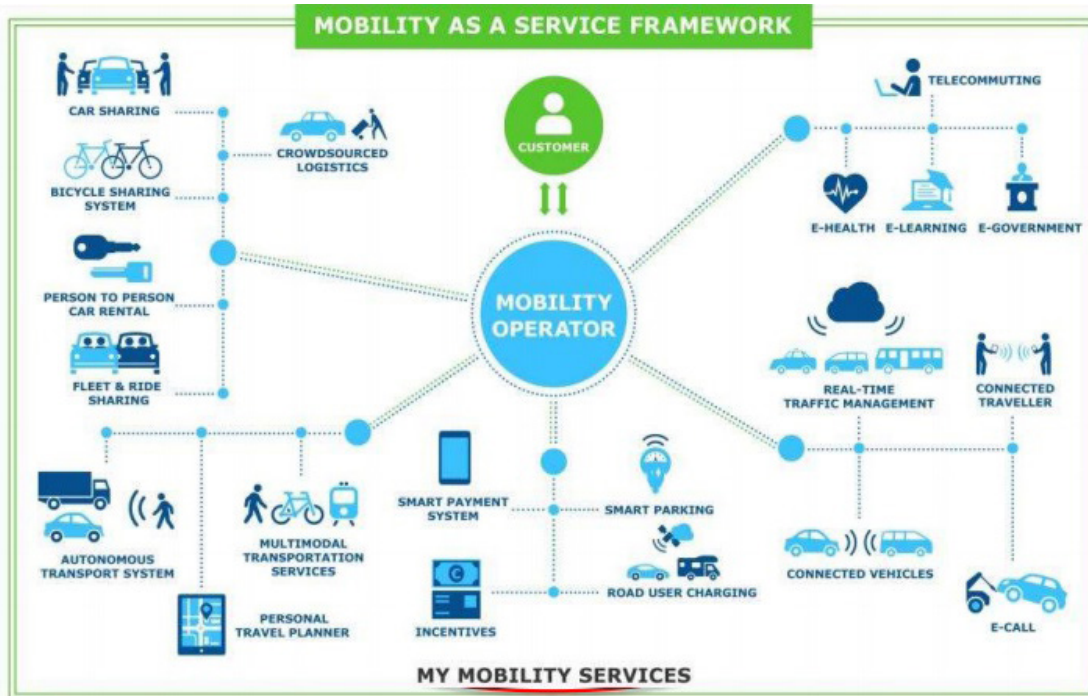 MOBILITY AS A SERVICE FRAMEWORK
CAR SHARING
CROWDSOURCED
LOGISTICS
BICYCLE SHARING
SYSTEM
PERSON TO PERSON
CAR RENTAL
FLEET & RIDE
SHARING
CUSTOMER
MOBILITY
OPERATOR
TELECOMMUTING
E-HEALTH
E-LEARNING
E-GOVERNMENT
REAL-TIME
TRAFFIC MANAGEMENT
CONNECTED
TRAVELLER
AUTONOMOUS
TRANSPORT SYSTEM
MULTIMODAL
TRANSPORTATION
SERVICES
PERSONAL
TRAVEL PLANNER
SMART PAYMENT
SYSTEM
SMART PARKING
INCENTIVES
ROAD USER CHARGING
CONNECTED VEHICLES
E-CALL
MY MOBILITY SERVICES